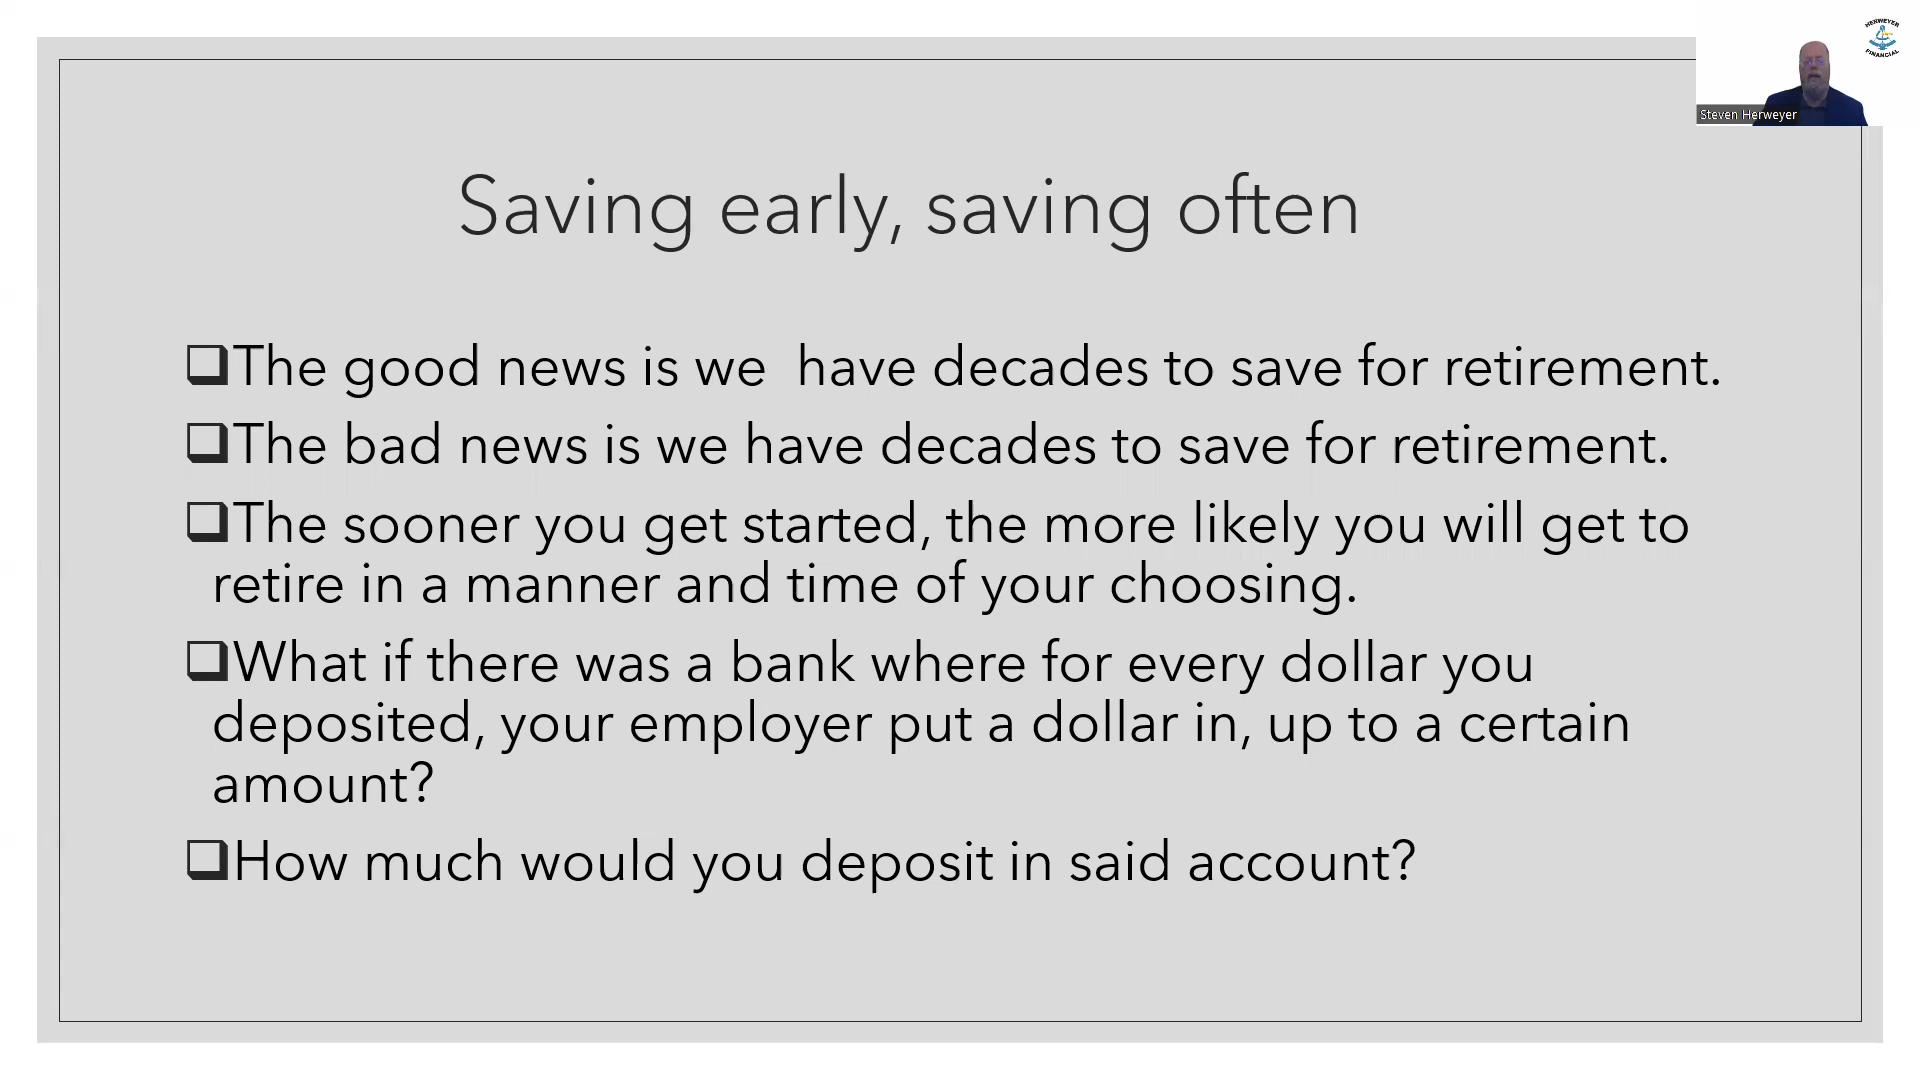 HERWEYER
FINANCIAL
Steven Herweyer
Saving early, saving often
The good news is we  have decades to save for retirement.
The bad news is we have decades to save for retirement.
The sooner you get started, the more likely you will get to
retire in a manner and time of your choosing.
What if there was a bank where for every dollar you
deposited, your employer put a dollar in, up to a certain
amount?
How much would you deposit in said account?